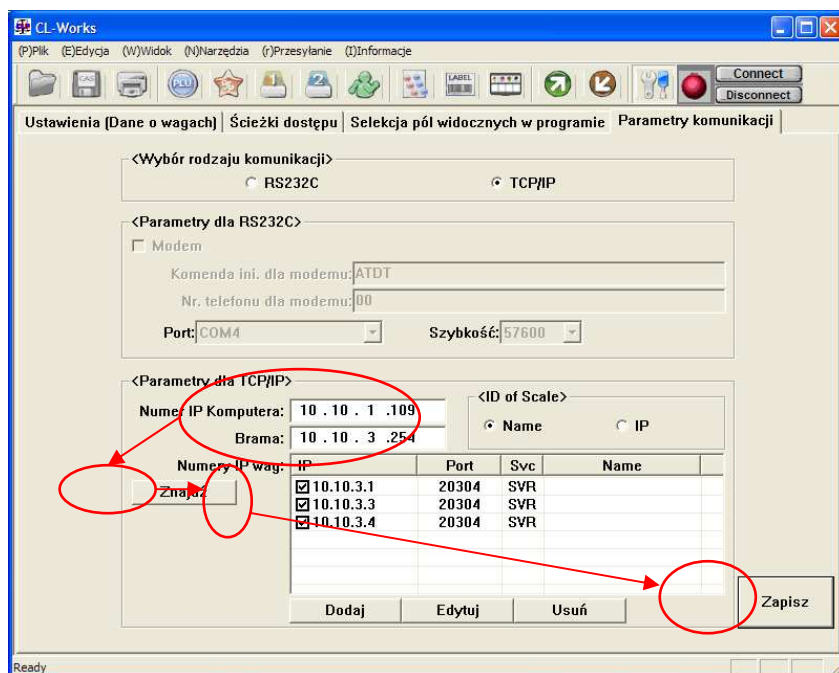 CL-Works
(P)Plik (E)Edycja (W)Widok (N)Narzędzia (r)Przesyłanie (I)Informacje
CAS PLU 1 2 LABEL Connect
Disconnect
Ustawienia (Dane o wagach) Ścieżki dostępu Selekcja pól widocznych w programie Parametry komunikacji
<Wybór rodzaju komunikacji>
RS232C TCP/IP
<Parametry dla RS232C>
Modem
Komenda ini. dla modemu: ATDT
Nr. telefonu dla modemu: 00
Port: COM4 Szybkość: 57600
<Parametry dla TCP/IP>
<ID of Scale>
Numer IP Komputera: 10 . 10 . 1 .109
Name IP
Brama: 10 . 10 . 3 .254
Numery IP wag: IP Port Svc Name
Znajdź
10.10.3.1 20304 SVR
10.10.3.3 20304 SVR
10.10.3.4 20304 SVR
Dodaj Edytuj Usuń
Zapisz
Ready